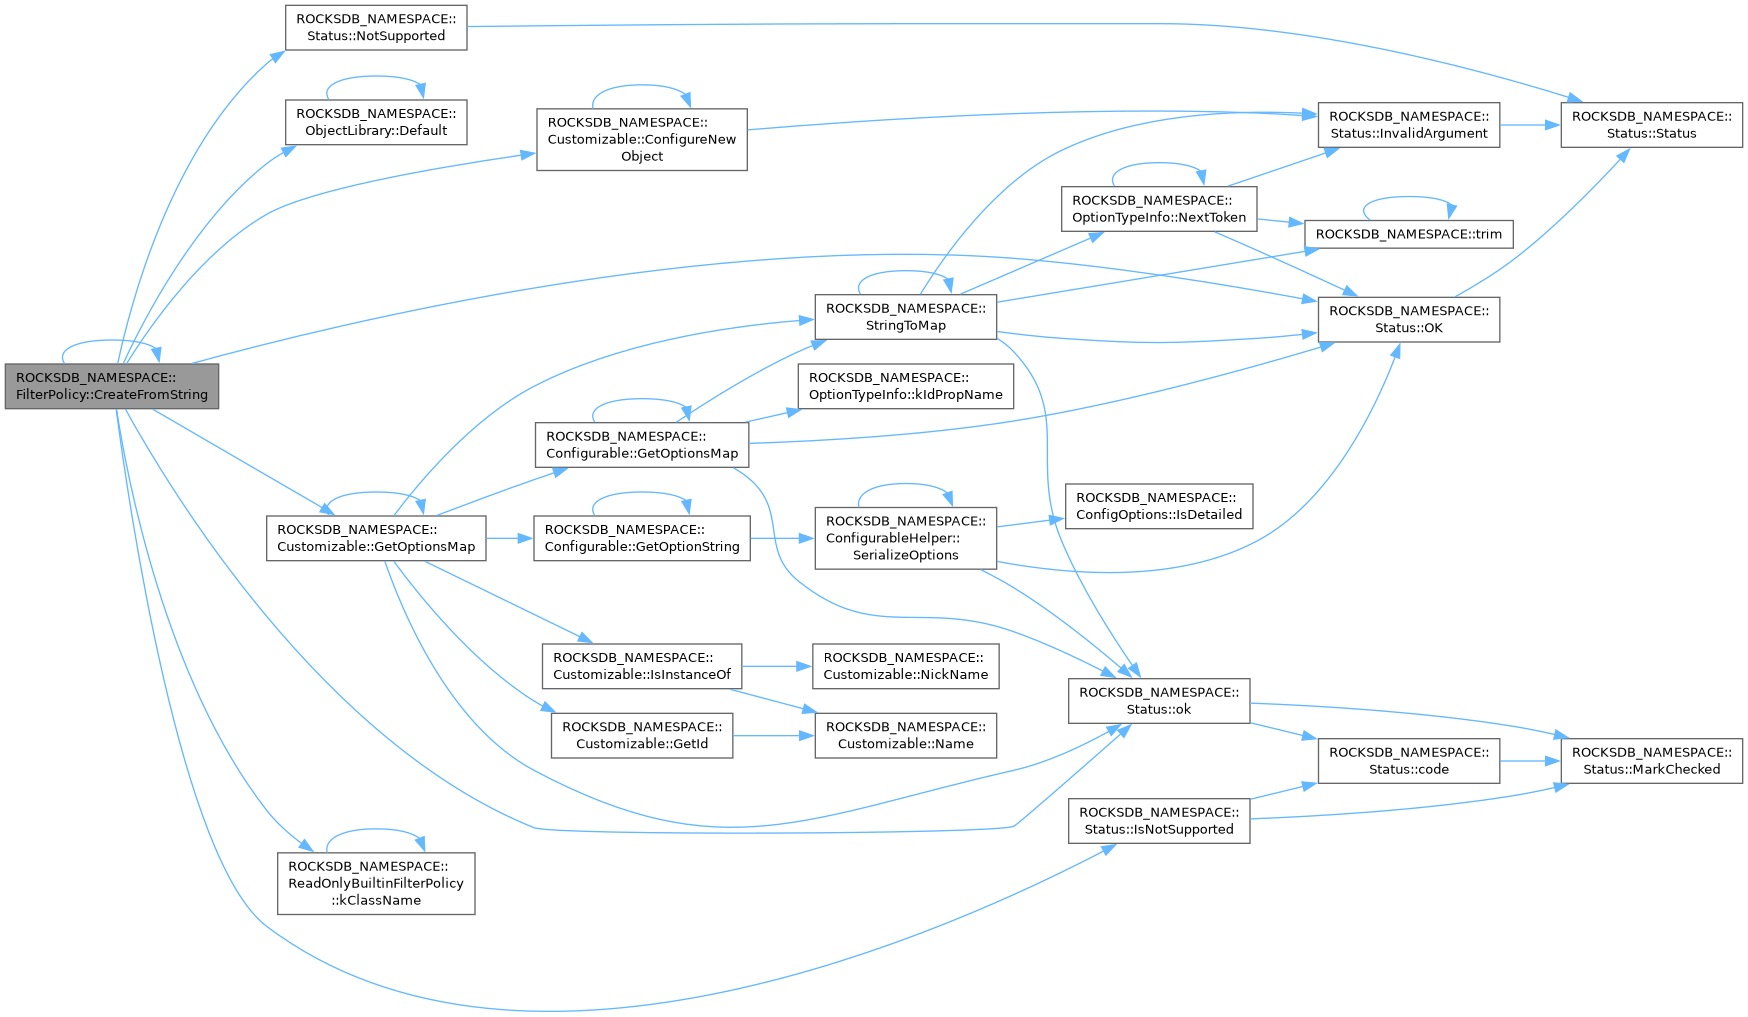 ROCKSDB_NAMESPACE::
FilterPolicy::CreateFromString
ROCKSDB_NAMESPACE::
Status::NotSupported
ROCKSDB_NAMESPACE::
ObjectLibrary::Default
ROCKSDB_NAMESPACE::
Customizable::GetOptionsMap
ROCKSDB_NAMESPACE::
ReadOnlyBuiltinFilterPolicy
::kClassName
ROCKSDB_NAMESPACE::
Customizable::ConfigureNew
Object
ROCKSDB_NAMESPACE::
Configurable::GetOptionsMap
ROCKSDB_NAMESPACE::
Configurable::GetOptionString
ROCKSDB_NAMESPACE::
Customizable::IsInstanceOf
ROCKSDB_NAMESPACE::
Customizable::GetId
ROCKSDB_NAMESPACE::
StringToMap
ROCKSDB_NAMESPACE::
OptionTypeInfo::kIdPropName
ROCKSDB_NAMESPACE::
ConfigurableHelper::
SerializeOptions
ROCKSDB_NAMESPACE::
Customizable::NickName
ROCKSDB_NAMESPACE::
Customizable::Name
ROCKSDB_NAMESPACE::
OptionTypeInfo::NextToken
ROCKSDB_NAMESPACE::
ConfigOptions::IsDetailed
ROCKSDB_NAMESPACE::
Status::ok
ROCKSDB_NAMESPACE::
Status::IsNotSupported
ROCKSDB_NAMESPACE::
Status::InvalidArgument
ROCKSDB_NAMESPACE::trim
ROCKSDB_NAMESPACE::
Status::OK
ROCKSDB_NAMESPACE::
Status::code
ROCKSDB_NAMESPACE::
Status::Status
ROCKSDB_NAMESPACE::
Status::MarkChecked